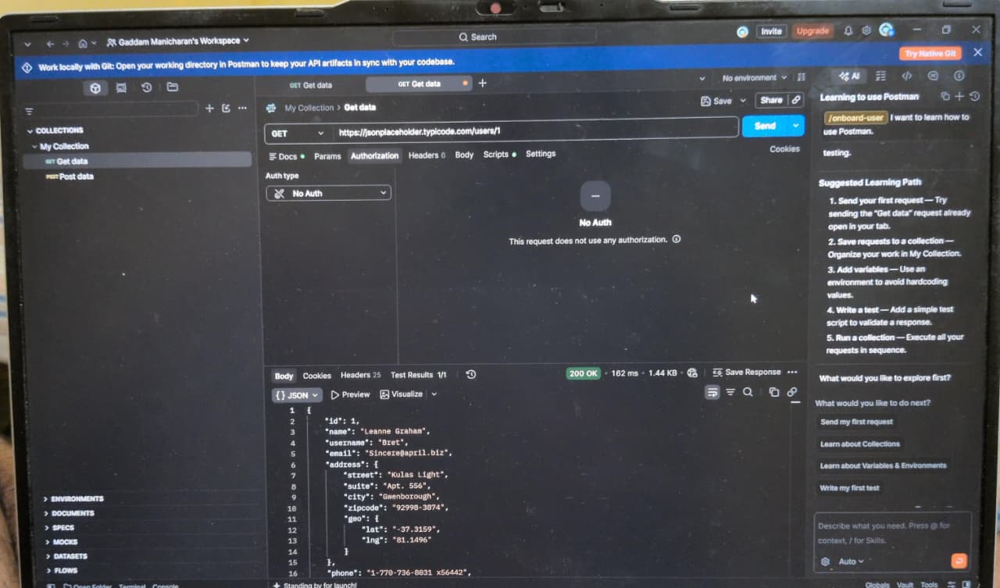 Gaddam Manicharan's Workspace
Search
Invite
Upgrade
Work locally with Git: Open your working directory in Postman to keep your API artifacts in sync with your codebase.
Try Native Git
GET Get data
GET Get data
No environment
AI
COLLECTIONS
My Collection
GET Get data
POST Post data
ENVIRONMENTS
DOCUMENTS
SPECS
MOCKS
DATASETS
FLOWS
My Collection > Get data
Save
Share
GET
https://jsonplaceholder.typicode.com/users/1
Send
Docs
Params
Authorization
Headers 6
Body
Scripts
Settings
Cookies
Auth type
No Auth
No Auth
This request does not use any authorization.
Body
Cookies
Headers 25
Test Results 1/1
200 OK
162 ms
1.44 KB
Save Response
{} JSON
Preview
Visualize
1 {
2 "id": 1,
3 "name": "Leanne Graham",
4 "username": "Bret",
5 "email": "Sincere@april.biz",
6 "address": {
7 "street": "Kulas Light",
8 "suite": "Apt. 556",
9 "city": "Gwenborough",
10 "zipcode": "92998-3874",
11 "geo": {
12 "lat": "-37.3159",
13 "lng": "81.1496"
14 }
15 },
16 "phone": "1-770-736-8031 x56442",
Learning to use Postman
/onboard-user I want to learn how to
use Postman.
testing.
Suggested Learning Path
1. Send your first request — Try
sending the "Get data" request already
open in your tab.
2. Save requests to a collection —
Organize your work in My Collection.
3. Add variables — Use an
environment to avoid hardcoding
values.
4. Write a test — Add a simple test
script to validate a response.
5. Run a collection — Execute all your
requests in sequence.
What would you like to explore first?
What would you like to do next?
Send my first request
Learn about Collections
Learn about Variables & Environments
Write my first test
Describe what you need. Press @ for
context, / for Skills.
Auto
Open Folder
Terminal
Console
Standing by for launch!
Globals
Vault
Tools